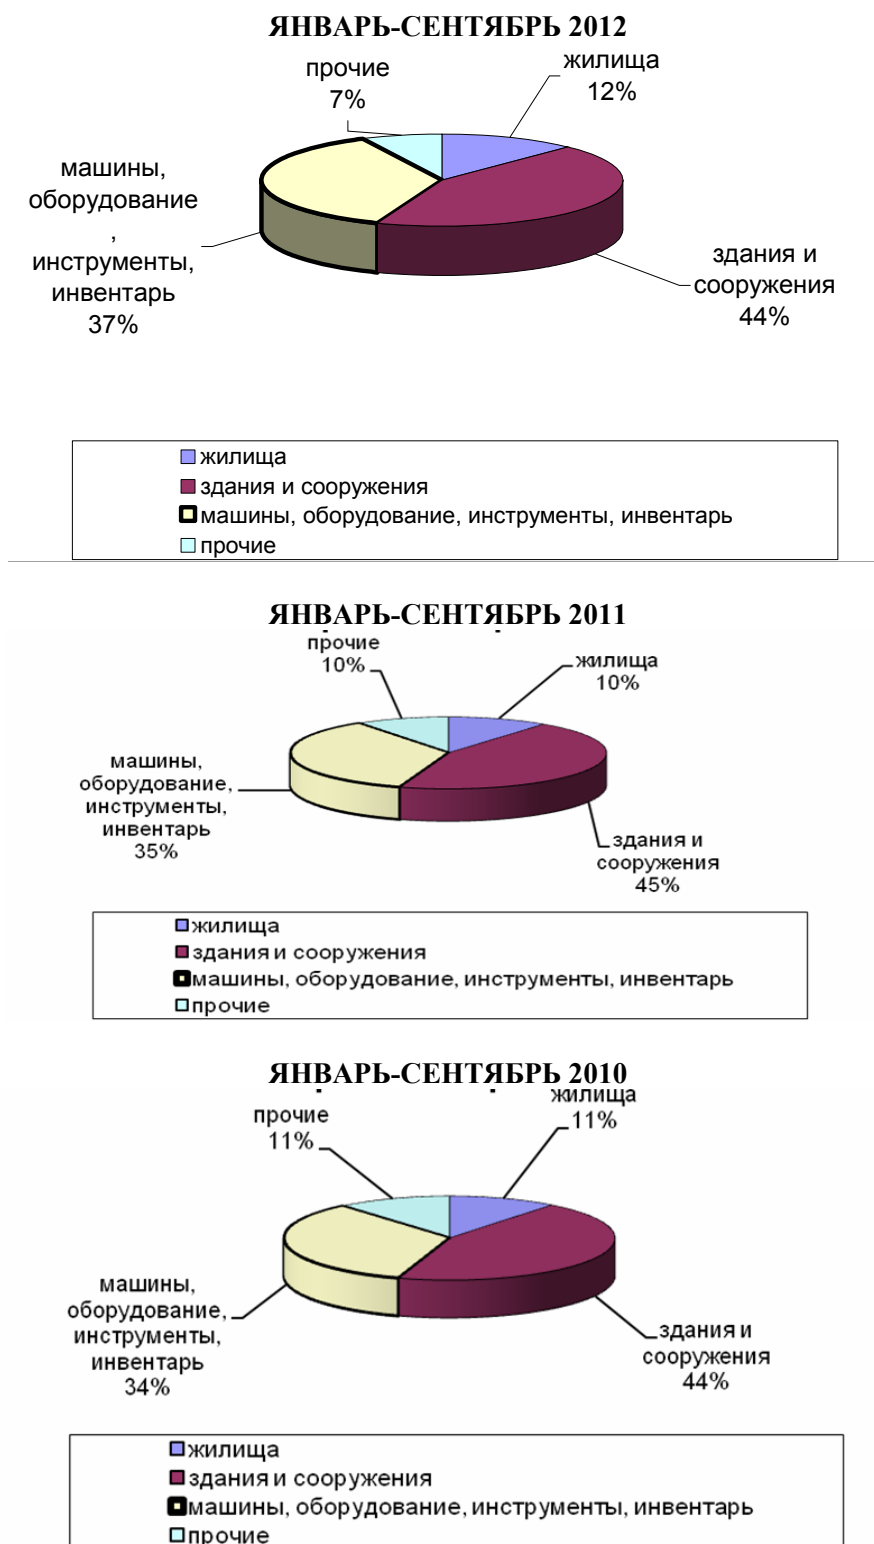 ЯНВАРЬ-СЕНТЯБРЬ 2012
прочие
7%
жилища
12%
машины,
оборудование
,
инструменты,
инвентарь
37%
здания и
сооружения
44%
жилища
здания и сооружения
машины, оборудование, инструменты, инвентарь
прочие
ЯНВАРЬ-СЕНТЯБРЬ 2011
прочие
10%
жилища
10%
машины,
оборудование,
инструменты,
инвентарь
35%
здания и
сооружения
45%
жилища
здания и сооружения
машины, оборудование, инструменты, инвентарь
прочие
ЯНВАРЬ-СЕНТЯБРЬ 2010
прочие
11%
жилища
11%
машины,
оборудование,
инструменты,
инвентарь
34%
здания и
сооружения
44%
жилища
здания и сооружения
машины, оборудование, инструменты, инвентарь
прочие